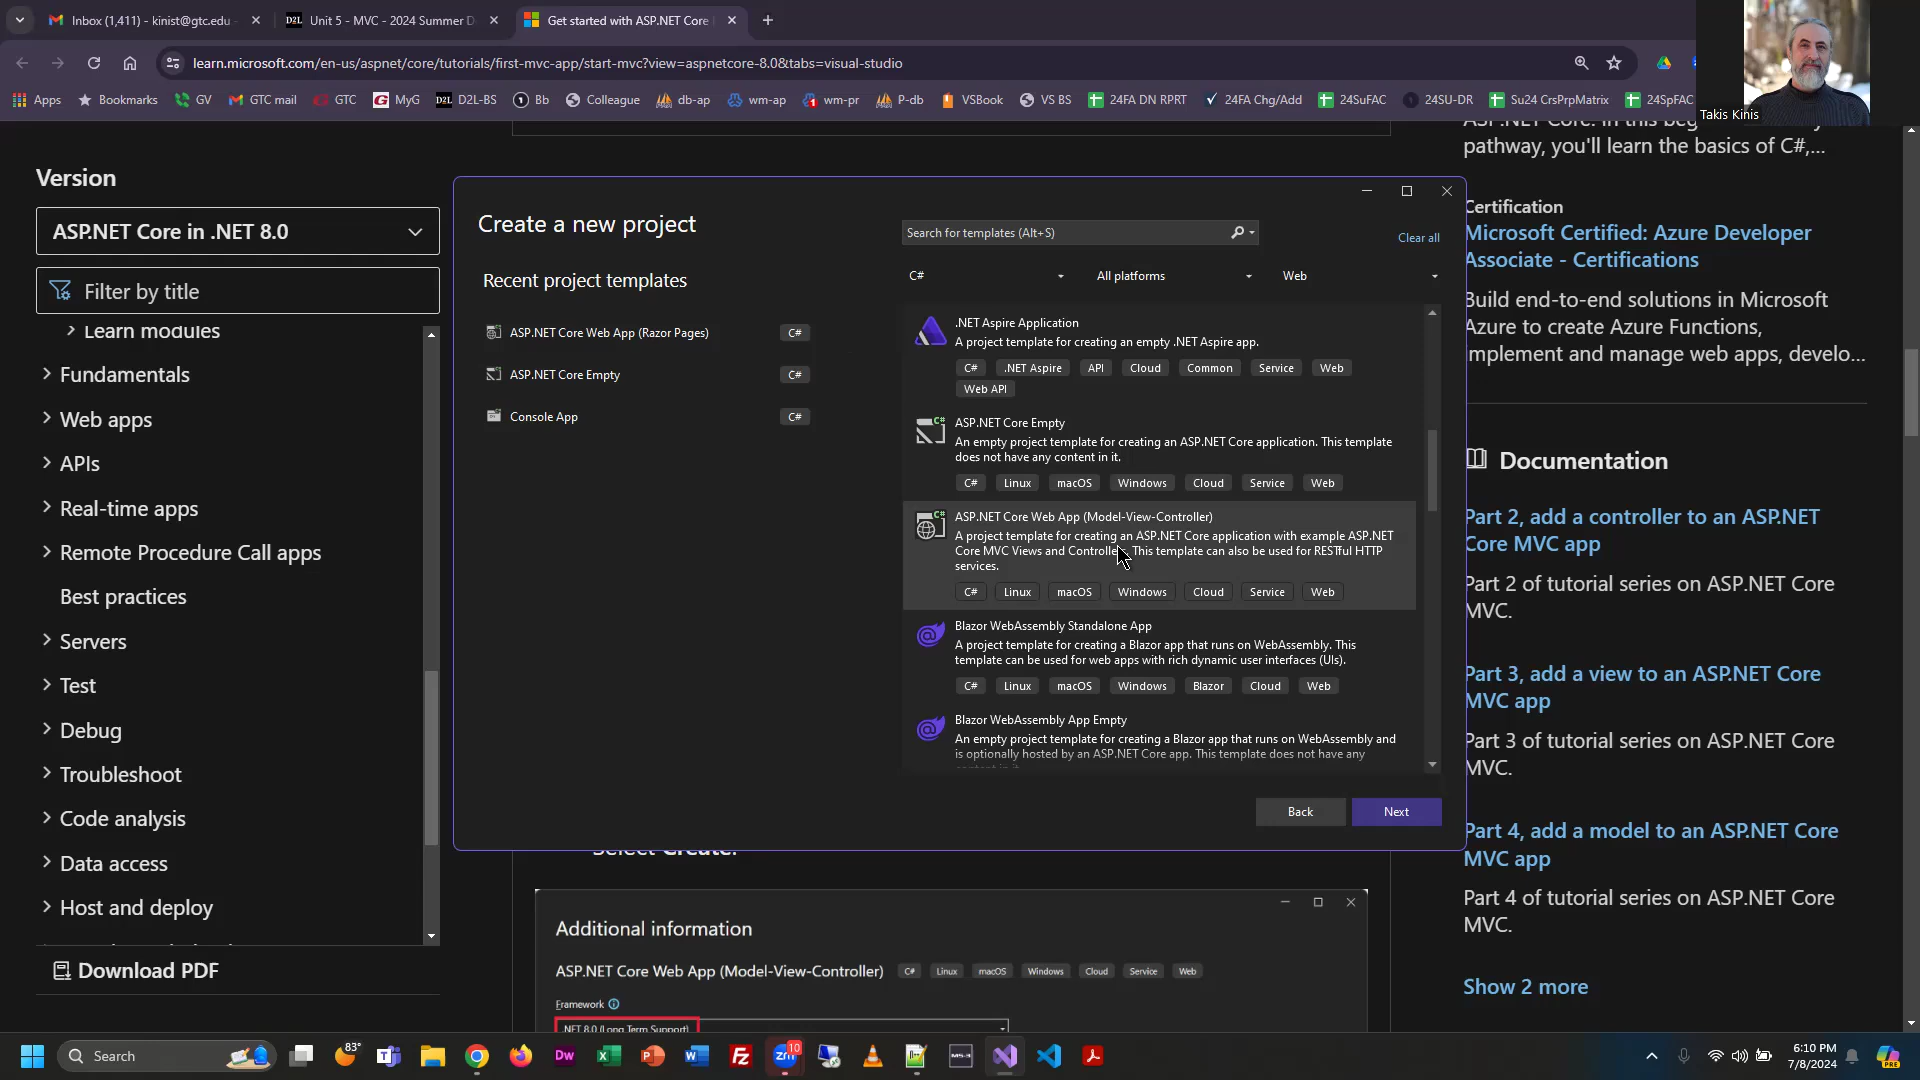 Inbox (1,411) - kinist@gtc.edu -
D2L Unit 5 - MVC - 2024 Summer D
Get started with ASP.NET Core
learn.microsoft.com/en-us/aspnet/core/tutorials/first-mvc-app/start-mvc?view=aspnetcore-8.0&tabs=visual-studio
Apps
Bookmarks
GV
GTC mail
GTC
MyG
D2L D2L-BS
Bb
Colleague
db-ap
wm-ap
wm-pr
P-db
VSBook
VS BS
24FA DN RPRT
24FA Chg/Add
24SuFAC
24SU-DR
Su24 CrsPrpMatrix
24SpFAC
Takis Kinis
Version
ASP.NET Core in .NET 8.0
Filter by title
Learn modules
Fundamentals
Web apps
APIs
Real-time apps
Remote Procedure Call apps
Best practices
Servers
Test
Debug
Troubleshoot
Code analysis
Data access
Host and deploy
Download PDF
Create a new project
Recent project templates
ASP.NET Core Web App (Razor Pages) C#
ASP.NET Core Empty C#
Console App C#
Search for templates (Alt+S)
Clear all
C# All platforms Web
.NET Aspire Application
A project template for creating an empty .NET Aspire app.
C# .NET Aspire API Cloud Common Service Web
Web API
ASP.NET Core Empty
An empty project template for creating an ASP.NET Core application. This template
does not have any content in it.
C# Linux macOS Windows Cloud Service Web
ASP.NET Core Web App (Model-View-Controller)
A project template for creating an ASP.NET Core application with example ASP.NET
Core MVC Views and Controllers. This template can also be used for RESTful HTTP
services.
C# Linux macOS Windows Cloud Service Web
Blazor WebAssembly Standalone App
A project template for creating a Blazor app that runs on WebAssembly. This
template can be used for web apps with rich dynamic user interfaces (UIs).
C# Linux macOS Windows Blazor Cloud Web
Blazor WebAssembly App Empty
An empty project template for creating a Blazor app that runs on WebAssembly and
is optionally hosted by an ASP.NET Core app. This template does not have any
content in it.
Back Next
Select Create.
Additional information
ASP.NET Core Web App (Model-View-Controller) C# Linux macOS Windows Cloud Service Web
Framework
.NET 8.0 (Long Term Support)
ASP.NET Core. In this
pathway, you'll learn the basics of C#,...
Certification
Microsoft Certified: Azure Developer
Associate - Certifications
Build end-to-end solutions in Microsoft
Azure to create Azure Functions,
implement and manage web apps, develo...
Documentation
Part 2, add a controller to an ASP.NET
Core MVC app
Part 2 of tutorial series on ASP.NET Core
MVC.
Part 3, add a view to an ASP.NET Core
MVC app
Part 3 of tutorial series on ASP.NET Core
MVC.
Part 4, add a model to an ASP.NET Core
MVC app
Part 4 of tutorial series on ASP.NET Core
MVC.
Show 2 more
Search
83°
Dw
10
zm
6:10 PM
7/8/2024
PRE